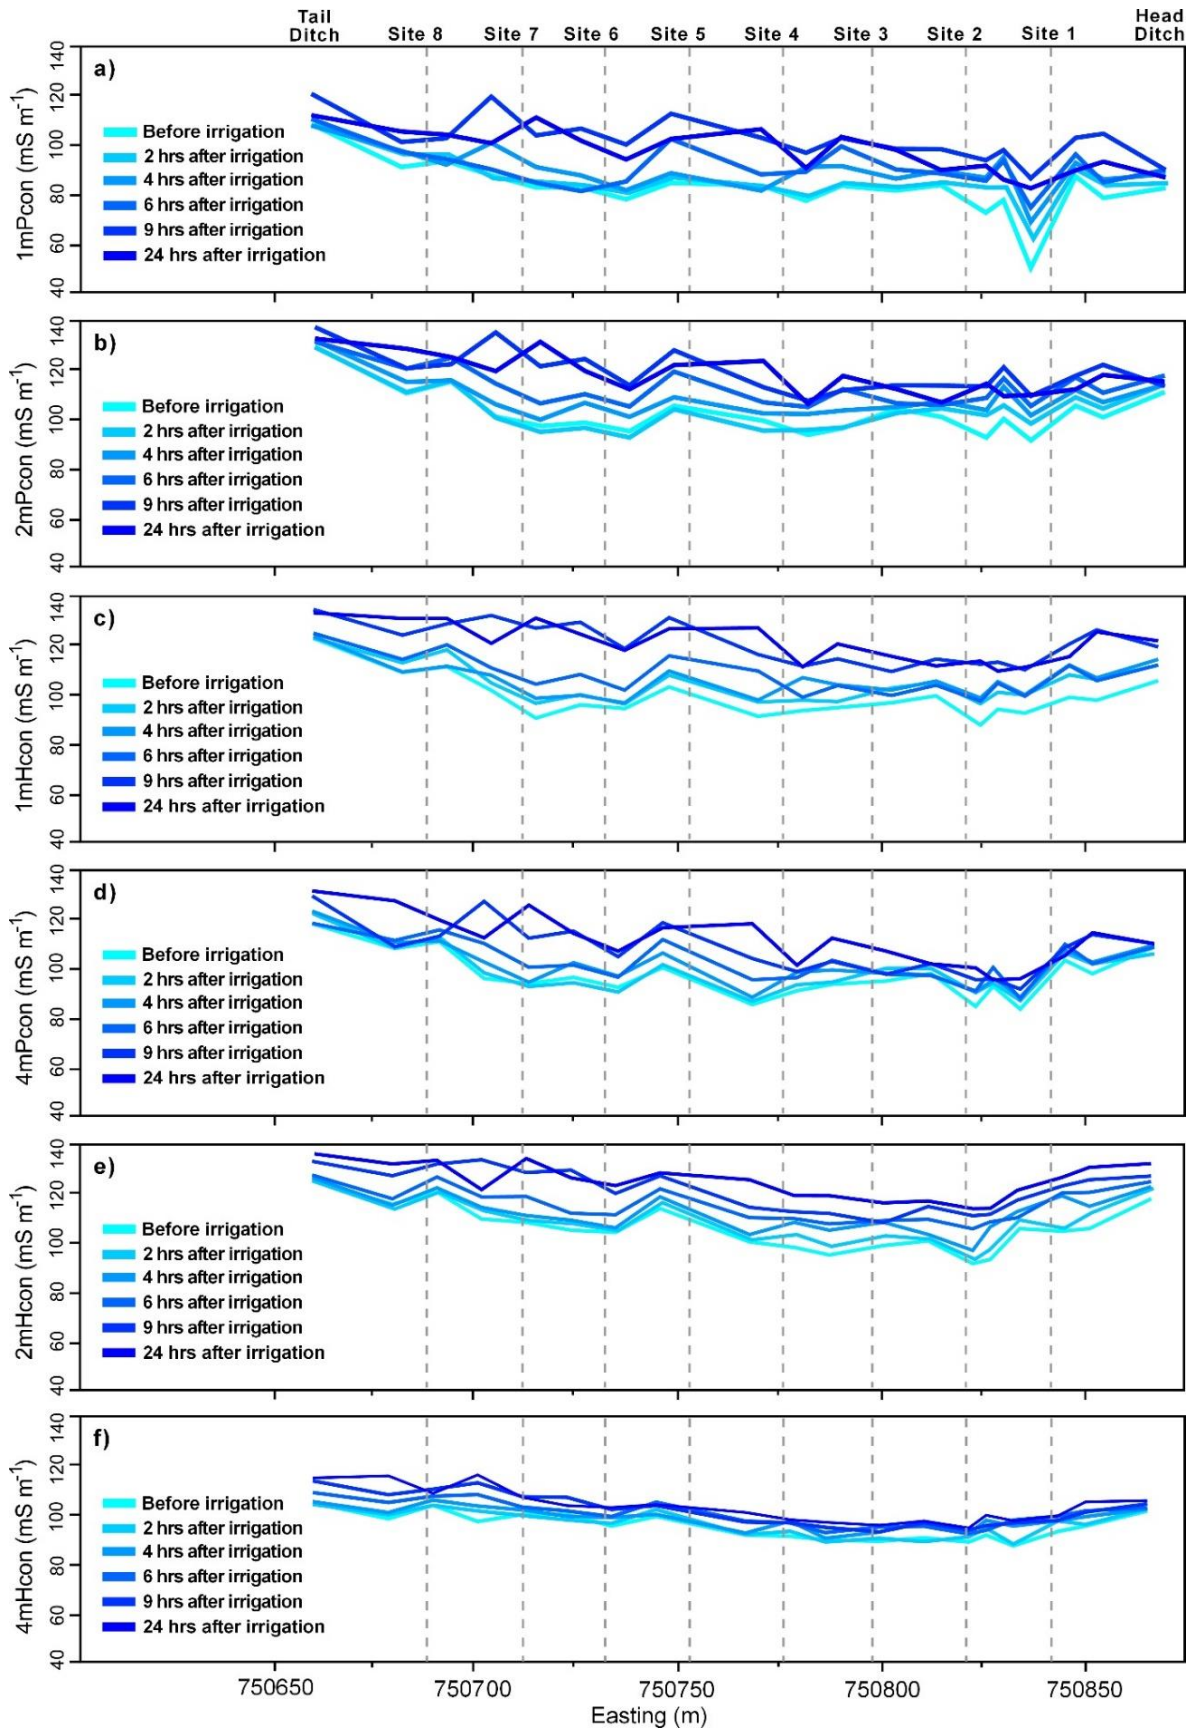 Tail Ditch Site 8 Site 7 Site 6 Site 5 Site 4 Site 3 Site 2 Site 1 Head Ditch
a)
1mPcon (mS m⁻¹)
140
120
100
80
60
40
Before irrigation
2 hrs after irrigation
4 hrs after irrigation
6 hrs after irrigation
9 hrs after irrigation
24 hrs after irrigation
b)
2mPcon (mS m⁻¹)
140
120
100
80
60
40
Before irrigation
2 hrs after irrigation
4 hrs after irrigation
6 hrs after irrigation
9 hrs after irrigation
24 hrs after irrigation
c)
1mHcon (mS m⁻¹)
140
120
100
80
60
40
Before irrigation
2 hrs after irrigation
4 hrs after irrigation
6 hrs after irrigation
9 hrs after irrigation
24 hrs after irrigation
d)
4mPcon (mS m⁻¹)
140
120
100
80
60
40
Before irrigation
2 hrs after irrigation
4 hrs after irrigation
6 hrs after irrigation
9 hrs after irrigation
24 hrs after irrigation
e)
2mHcon (mS m⁻¹)
140
120
100
80
60
40
Before irrigation
2 hrs after irrigation
4 hrs after irrigation
6 hrs after irrigation
9 hrs after irrigation
24 hrs after irrigation
f)
4mHcon (mS m⁻¹)
140
120
100
80
60
40
Before irrigation
2 hrs after irrigation
4 hrs after irrigation
6 hrs after irrigation
9 hrs after irrigation
24 hrs after irrigation
750650 750700 750750 750800 750850
Easting (m)